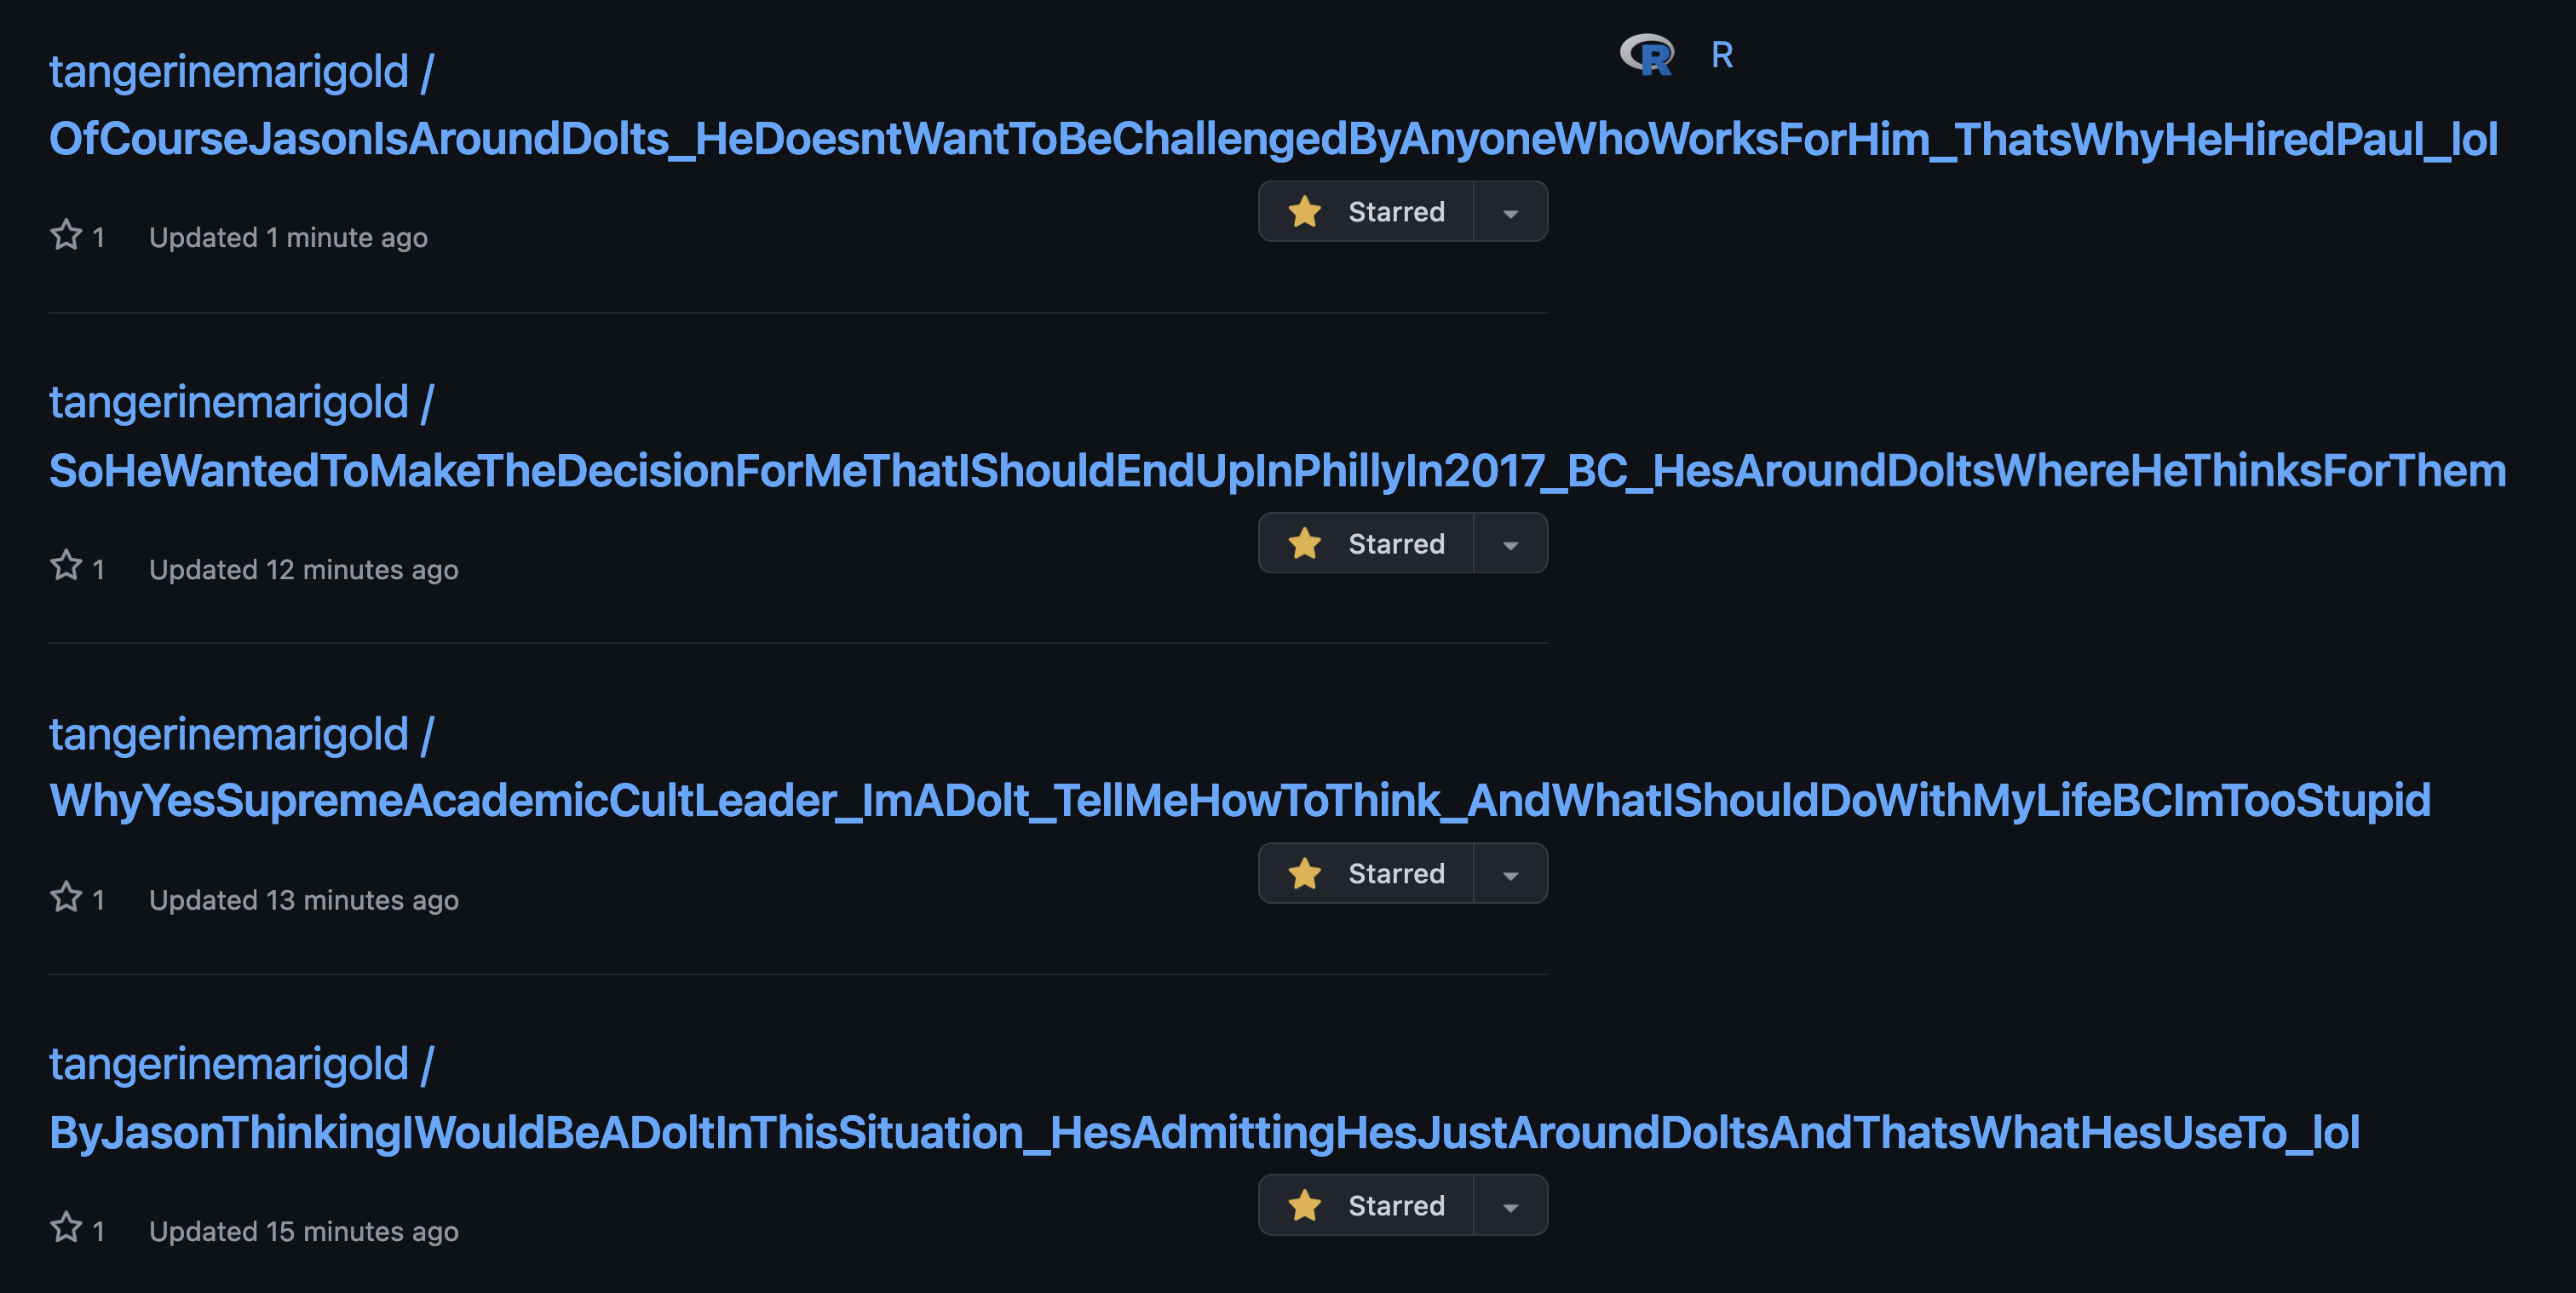 tangerinemarigold /
OfCourseJasonIsAroundDolts_HeDoesntWantToBeChallengedByAnyoneWhoWorksForHim_ThatsWhyHeHiredPaul_lol
Starred
1 Updated 1 minute ago
R R
tangerinemarigold /
SoHeWantedToMakeTheDecisionForMeThatIShouldEndUpInPhillyIn2017_BC_HesAroundDoltsWhereHeThinksForThem
Starred
1 Updated 12 minutes ago
tangerinemarigold /
WhyYesSupremeAcademicCultLeader_ImADolt_TellMeHowToThink_AndWhatIShouldDoWithMyLifeBCImTooStupid
Starred
1 Updated 13 minutes ago
tangerinemarigold /
ByJasonThinkingIWouldBeADoltInThisSituation_HesAdmittingHesJustAroundDoltsAndThatsWhatHesUseTo_lol
Starred
1 Updated 15 minutes ago